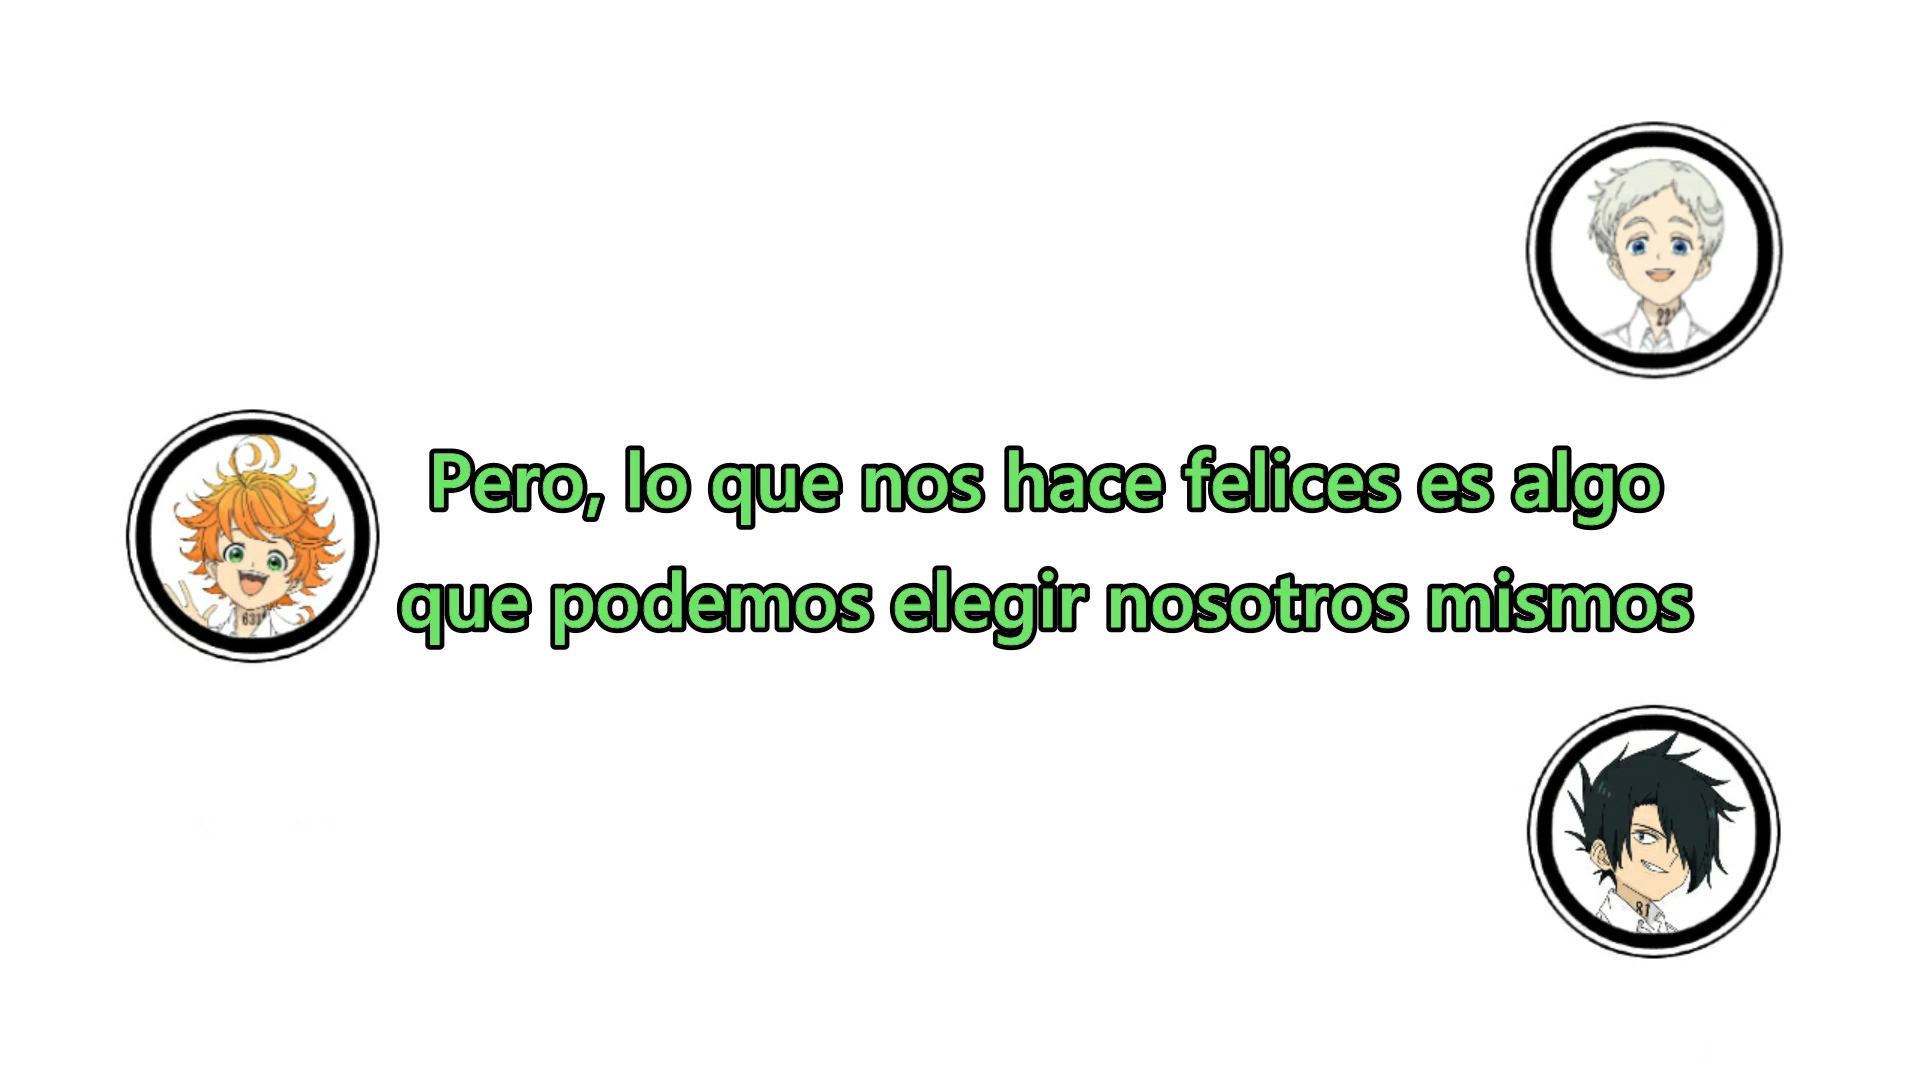 Pero, lo que nos hace felices es algo
que podemos elegir nosotros mismos